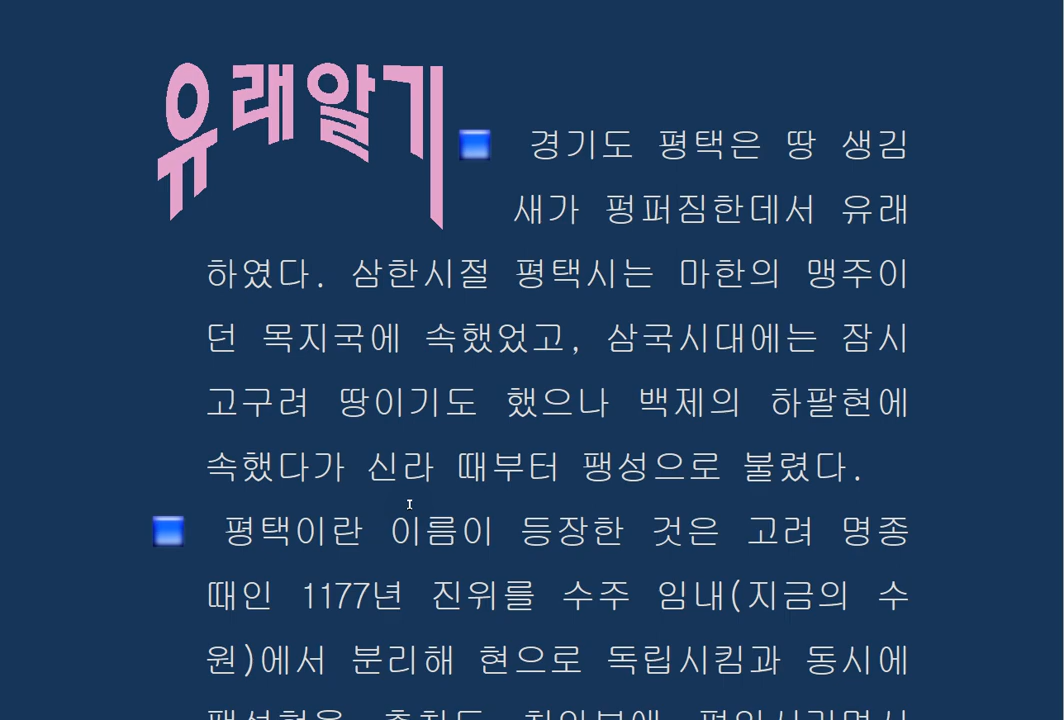 유래알기
경기도 평택은 땅 생김
새가 펑퍼짐한데서 유래
하였다. 삼한시절 평택시는 마한의 맹주이
던 목지국에 속했었고, 삼국시대에는 잠시
고구려 땅이기도 했으나 백제의 하팔현에
속했다가 신라 때부터 팽성으로 불렸다.
평택이란 이름이 등장한 것은 고려 명종
때인 1177년 진위를 수주 임내(지금의 수
원)에서 분리해 현으로 독립시킴과 동시에